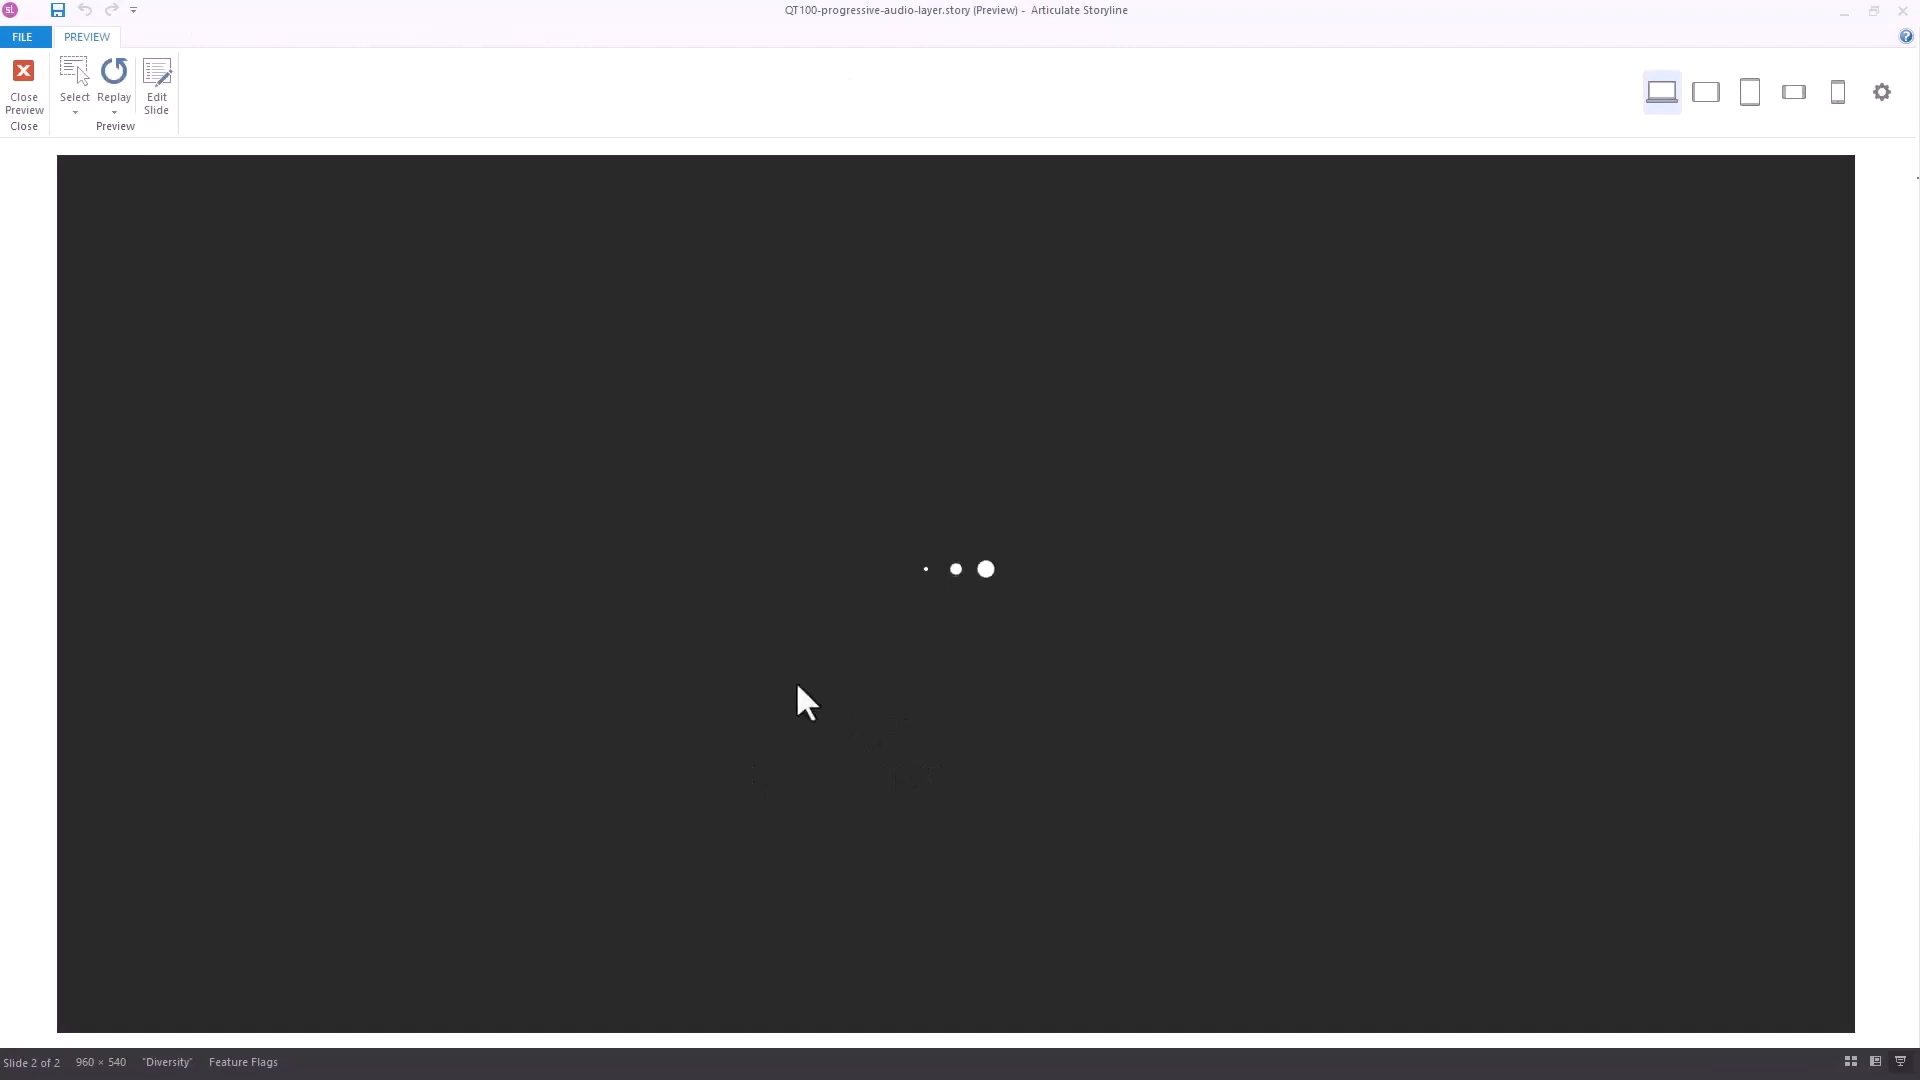 sl
QT100-progressive-audio-layer.story (Preview) - Articulate Storyline
FILE
PREVIEW
?
Close Preview
Select
Replay
Edit Slide
Close
Preview
Slide 2 of 2
960 × 540
"Diversity"
Feature Flags